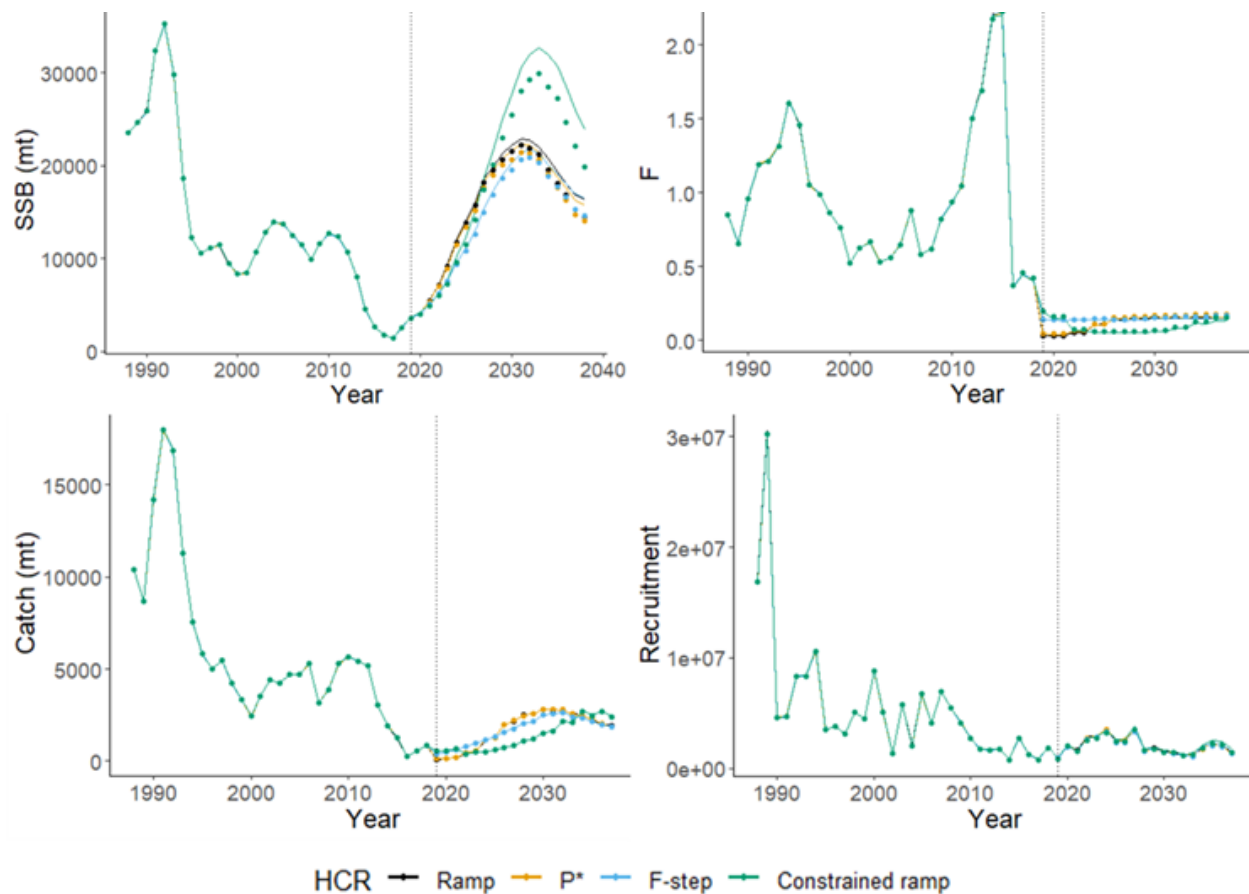 SSB (mt)
30000
20000
10000
0
1990 2000 2010 2020 2030 2040
Year
F
2.0
1.5
1.0
0.5
0.0
1990 2000 2010 2020 2030
Year
Catch (mt)
15000
10000
5000
0
1990 2000 2010 2020 2030
Year
Recruitment
3e+07
2e+07
1e+07
0e+00
1990 2000 2010 2020 2030
Year
HCR Ramp P* F-step Constrained ramp